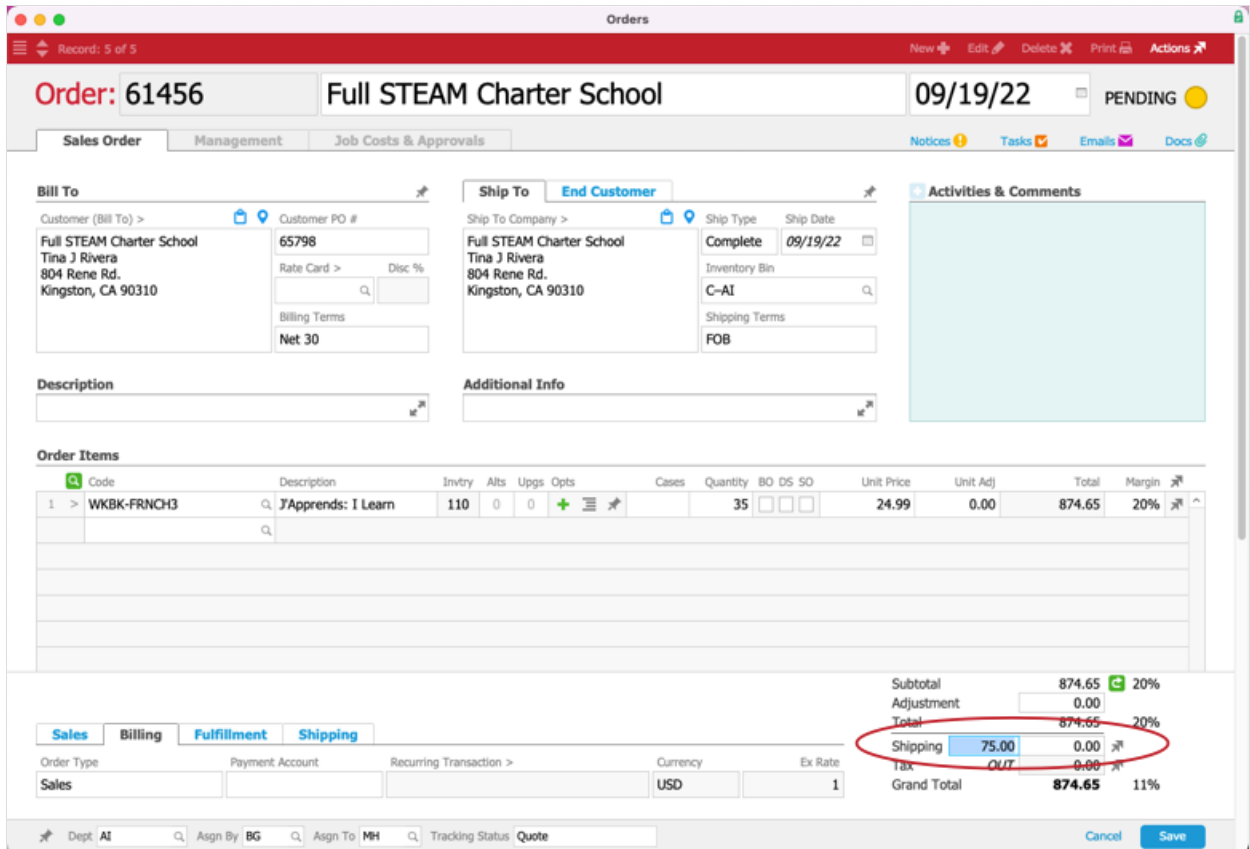 Orders
Record: 5 of 5 New Edit Delete Print Actions
Order: 61456 Full STEAM Charter School 09/19/22 PENDING
Sales Order Management Job Costs & Approvals Notices Tasks Emails Docs
Bill To Ship To End Customer Activities & Comments
Customer (Bill To) > Customer PO # Ship To Company > Ship Type Ship Date
Full STEAM Charter School 65798 Full STEAM Charter School Complete 09/19/22
Tina J Rivera Tina J Rivera
804 Rene Rd. Rate Card > Disc % 804 Rene Rd. Inventory Bin
Kingston, CA 90310 Kingston, CA 90310 C–AI
Billing Terms Shipping Terms
Net 30 FOB
Description Additional Info
Order Items
Code Description Invtry Alts Upgs Opts Cases Quantity BO DS SO Unit Price Unit Adj Total Margin
1 > WKBK-FRNCH3 J'Apprends: I Learn 110 0 0 35 24.99 0.00 874.65 20%
Subtotal 874.65 20%
Adjustment 0.00
Total 874.65 20%
Sales Billing Fulfillment Shipping
Shipping 75.00 0.00
Order Type Payment Account Recurring Transaction > Currency Ex Rate
Tax OUT 0.00
Sales USD 1
Grand Total 874.65 11%
Dept AI Asgn By BG Asgn To MH Tracking Status Quote Cancel Save